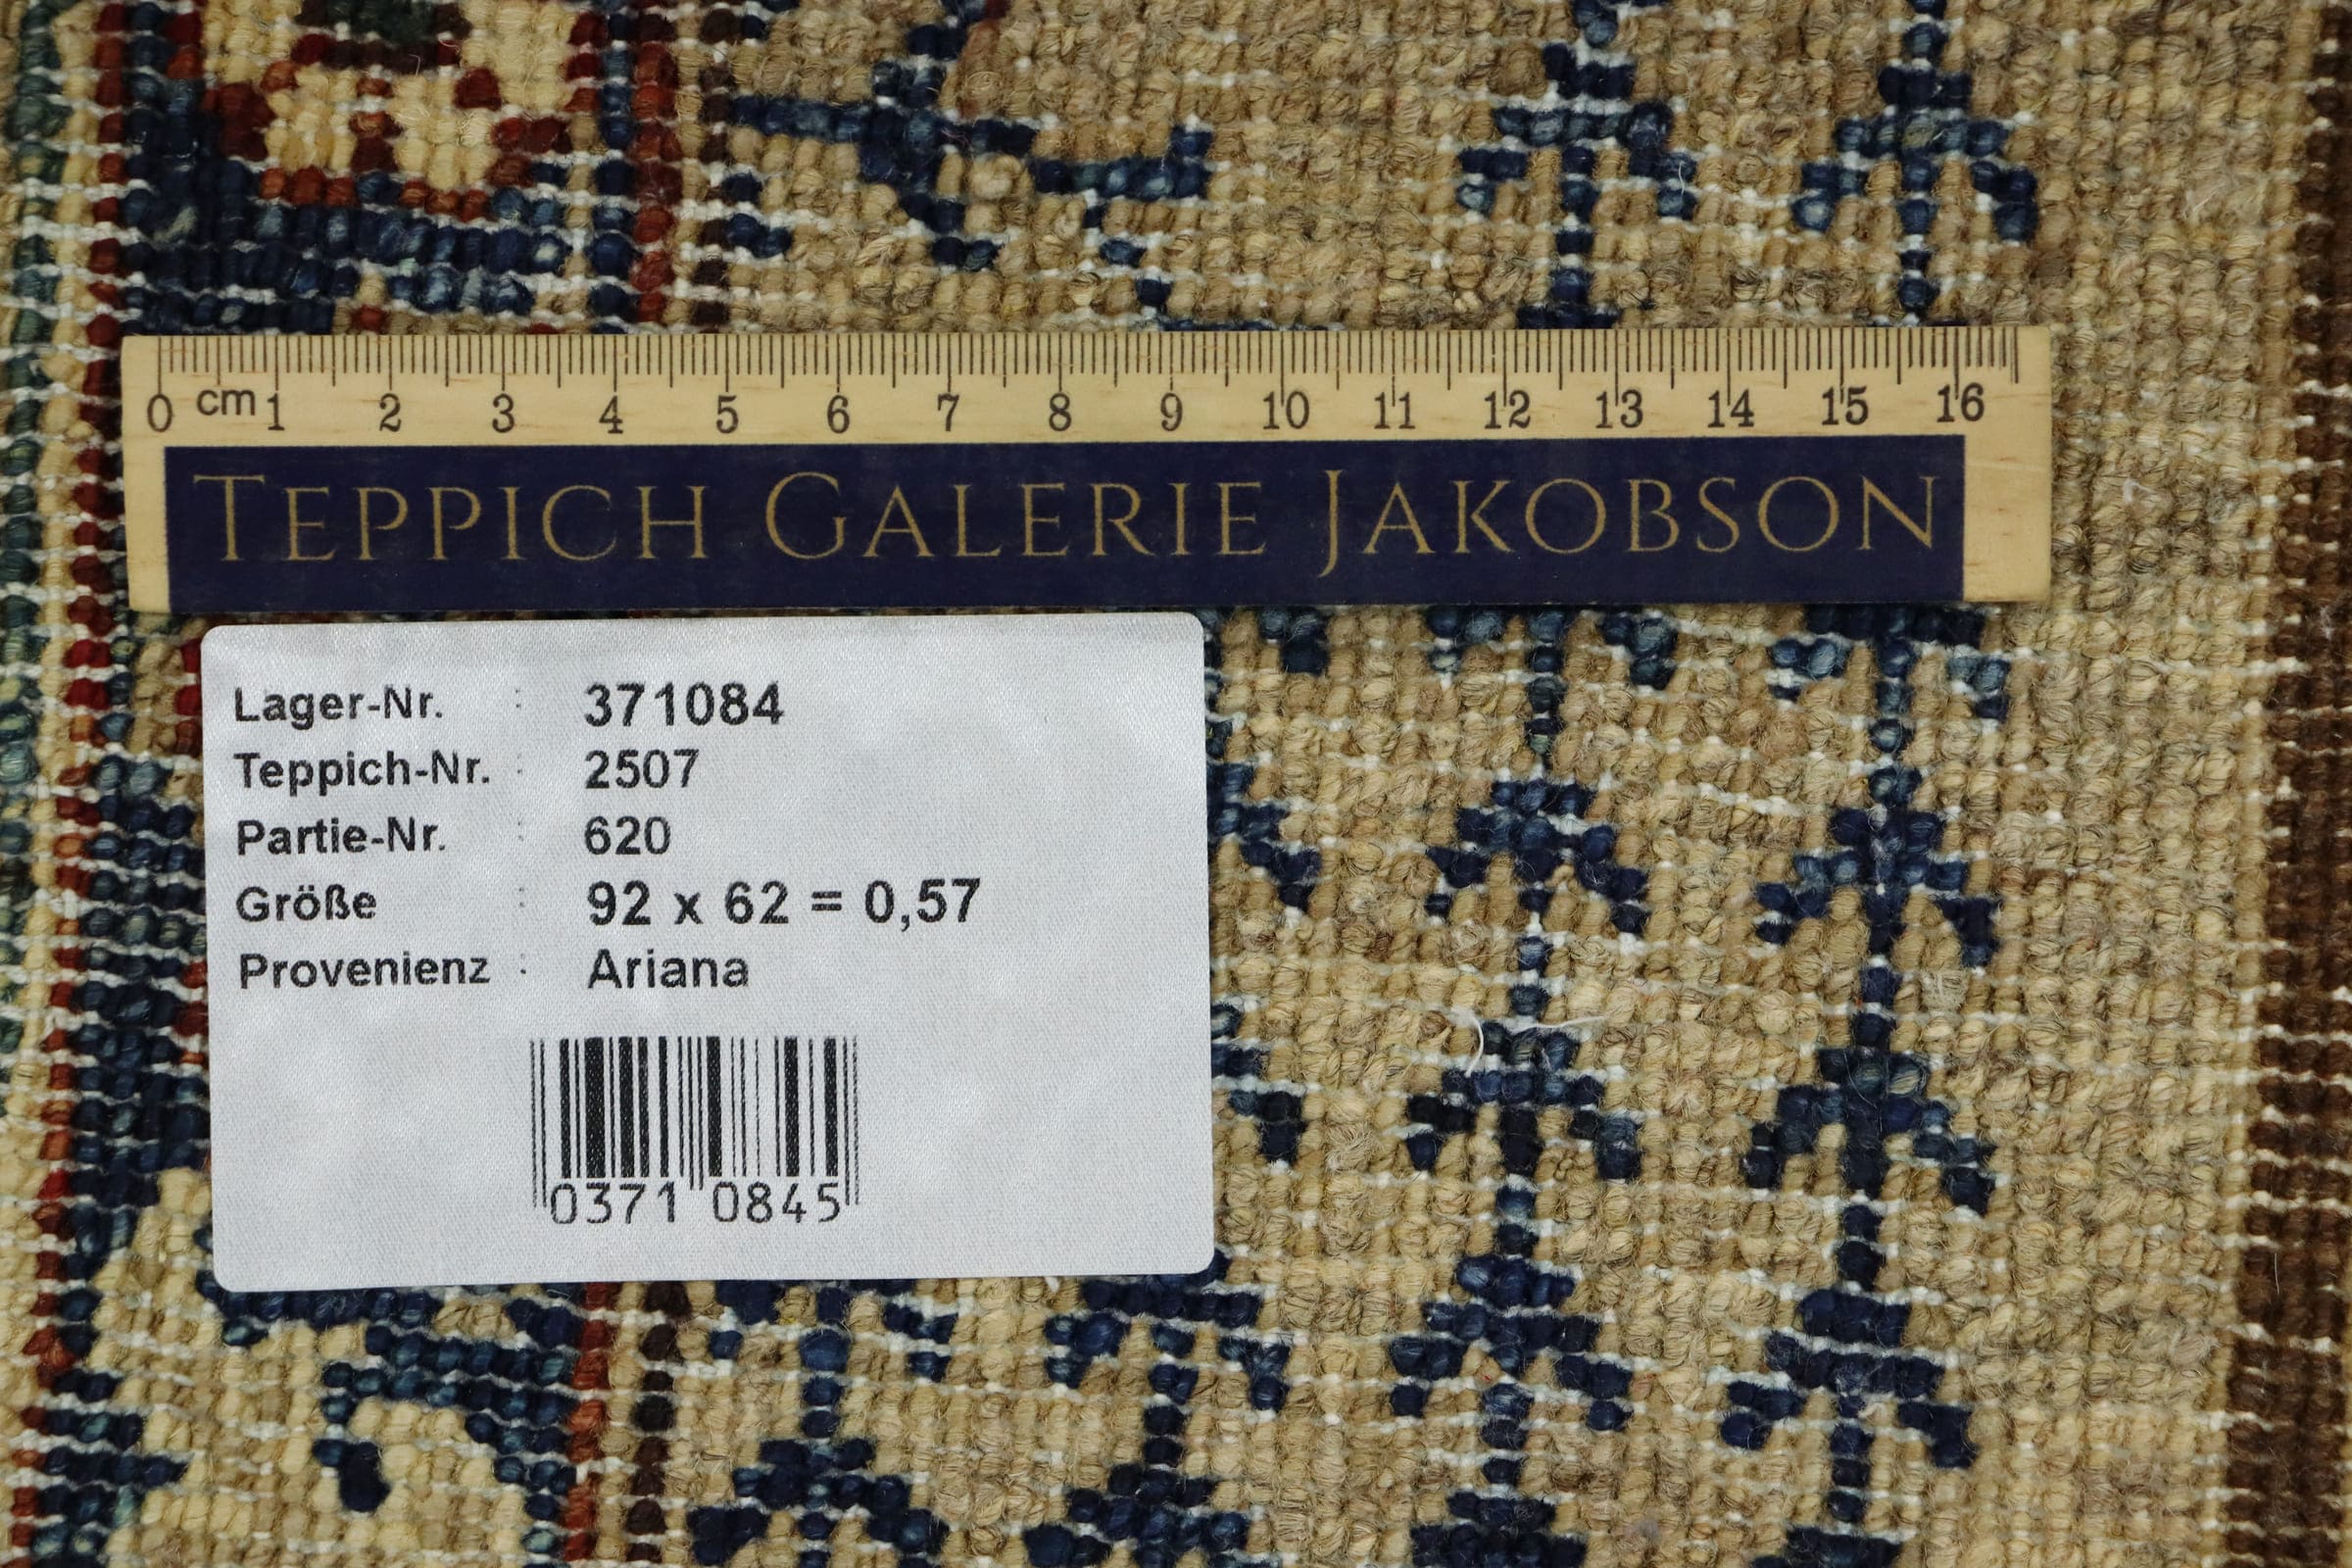 0 cm 1 2 3 4 5 6 7 8 9 10 11 12 13 14 15 16
TEPPICH GALERIE JAKOBSON
Lager-Nr. : 371084
Teppich-Nr. : 2507
Partie-Nr. : 620
Größe : 92 x 62 = 0,57
Provenienz : Ariana
0371 0845